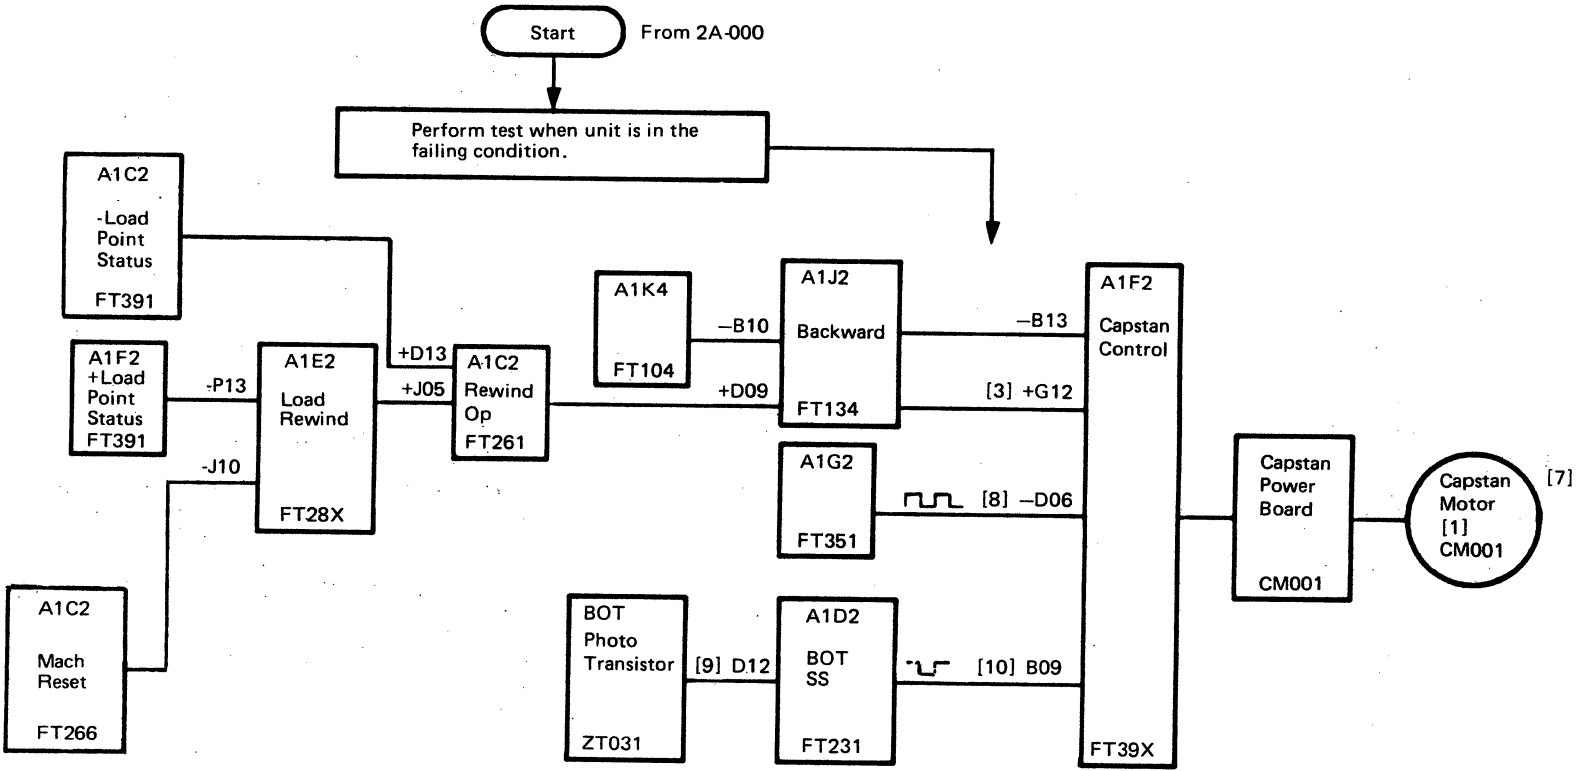 Start
From 2A-000
Perform test when unit is in the
failing condition.
A1C2
-Load
Point
Status
FT391
A1F2
+Load
Point
Status
FT391
-P13
-J10
A1C2
Mach
Reset
FT266
A1E2
Load
Rewind
FT28X
+D13
+J05
A1C2
Rewind
Op
FT261
A1K4
FT104
—B10
+D09
A1J2
Backward
FT134
—B13
[3] +G12
A1G2
FT351
[8] —D06
BOT
Photo
Transistor
ZT031
[9] D12
A1D2
BOT
SS
FT231
[10] B09
A1F2
Capstan
Control
FT39X
Capstan
Power
Board
CM001
Capstan
Motor
[1]
CM001
[7]